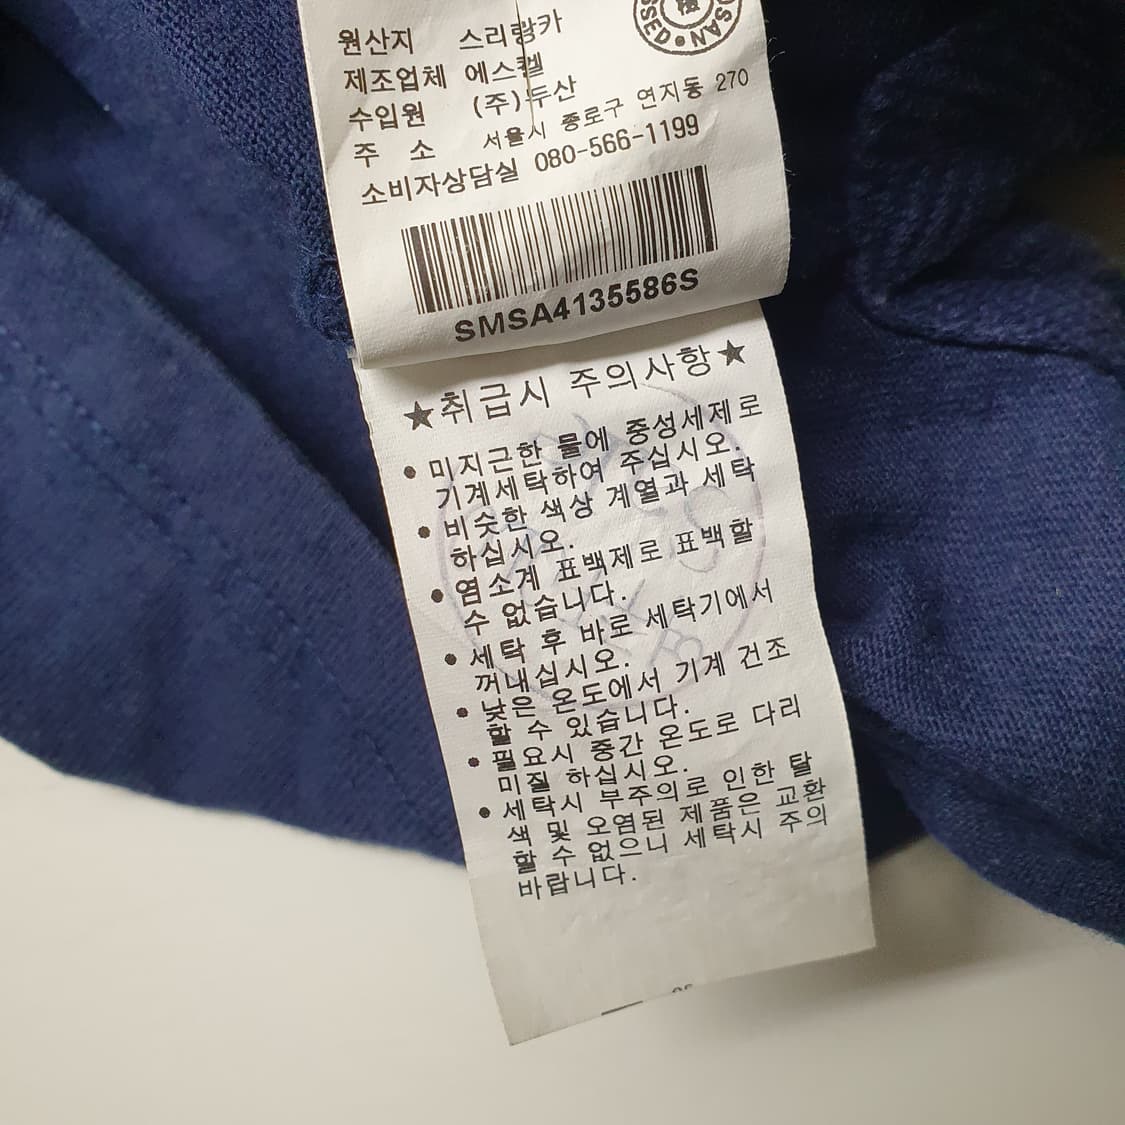 원산지 스리랑카
제조업체 에스켈
수입원 (주)두산
주 소 서울시 종로구 연지동 270
소비자상담실 080-566-1199
SMSA4135586S
★취급시 주의사항★
• 미지근한 물에 중성세제로
기계세탁하여 주십시오.
• 비슷한 색상 계열과 세탁
하십시오.
• 염소계 표백제로 표백할
수 없습니다.
• 세탁 후 바로 세탁기에서
꺼내십시오.
• 낮은 온도에서 기계 건조
할 수 있습니다.
• 필요시 중간 온도로 다리
미질 하십시오.
• 세탁시 부주의로 인한 탈
색 및 오염된 제품은 교환
할 수 없으니 세탁시 주의
바랍니다.